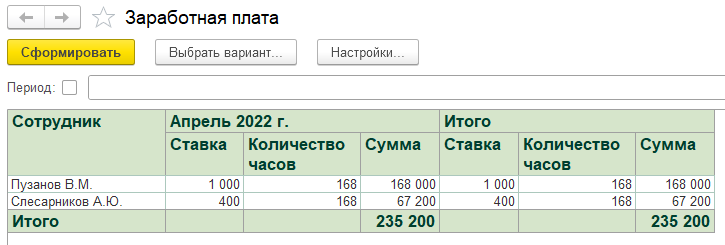 Заработная плата
Сформировать Выбрать вариант... Настройки...
Период:
Сотрудник Апрель 2022 г. Итого
Ставка Количество часов Сумма Ставка Количество часов Сумма
Пузанов В.М. 1 000 168 168 000 1 000 168 168 000
Слесарников А.Ю. 400 168 67 200 400 168 67 200
Итого 235 200 235 200